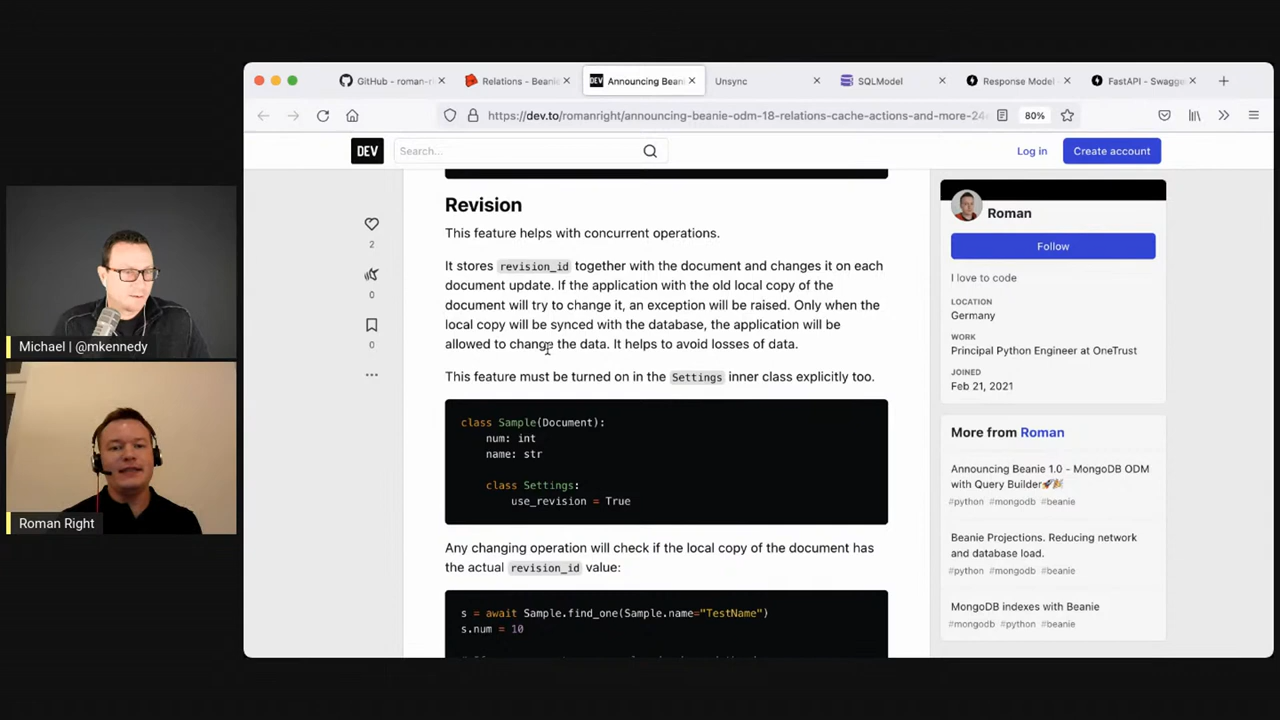 GitHub - roman-r
Relations - Beanie
Announcing Bean
Unsync
SQLModel
Response Model -
FastAPI - Swagge
https://dev.to/romanright/announcing-beanie-odm-18-relations-cache-actions-and-more-24
80%
DEV
Search...
Log in
Create account
Revision
This feature helps with concurrent operations.
It stores revision_id together with the document and changes it on each
document update. If the application with the old local copy of the
document will try to change it, an exception will be raised. Only when the
local copy will be synced with the database, the application will be
allowed to change the data. It helps to avoid losses of data.
This feature must be turned on in the Settings inner class explicitly too.
class Sample(Document):
num: int
name: str
class Settings:
use_revision = True
Any changing operation will check if the local copy of the document has
the actual revision_id value:
s = await Sample.find_one(Sample.name="TestName")
s.num = 10
2
0
0
Roman
Follow
I love to code
LOCATION
Germany
WORK
Principal Python Engineer at OneTrust
JOINED
Feb 21, 2021
More from Roman
Announcing Beanie 1.0 - MongoDB ODM
with Query Builder🚀🎉
#python #mongodb #beanie
Beanie Projections. Reducing network
and database load.
#python #mongodb #beanie
MongoDB indexes with Beanie
#mongodb #python #beanie
Michael | @mkennedy
Roman Right